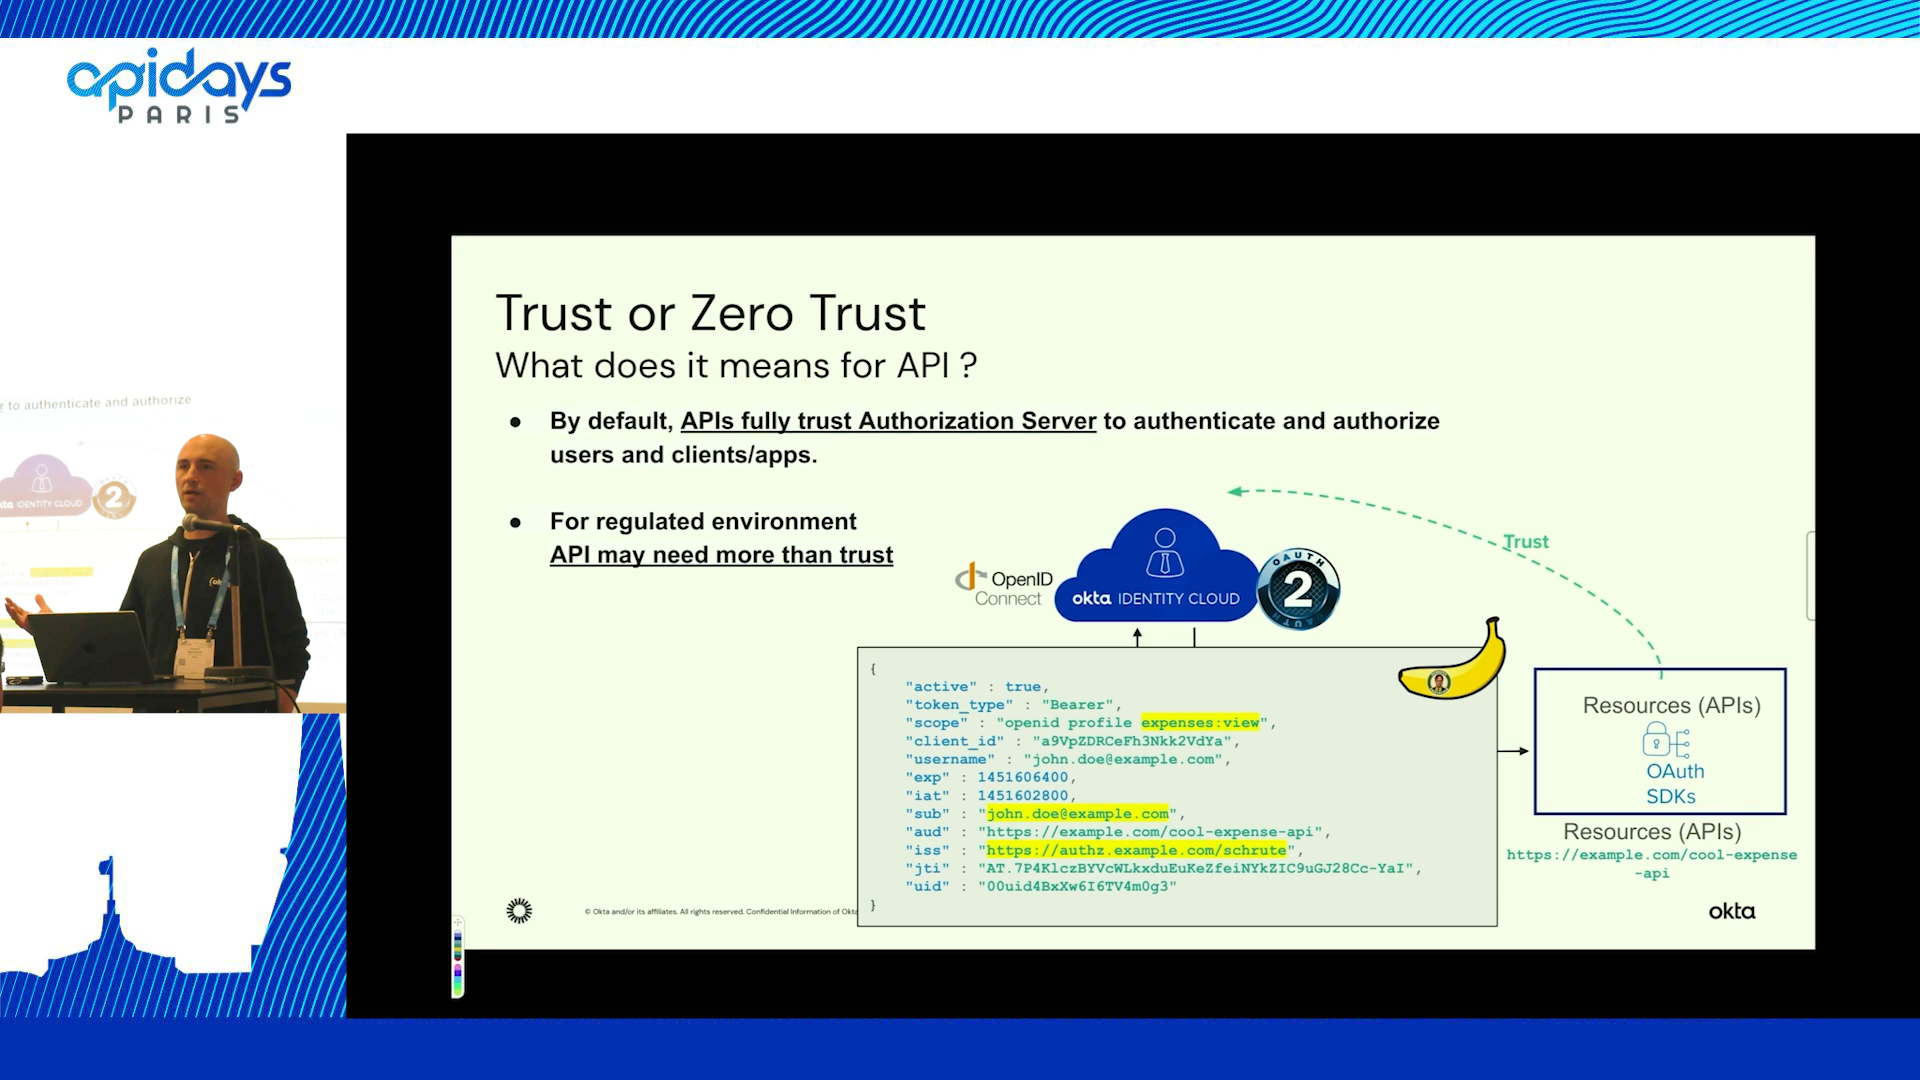 apidays
PARIS
r to authenticate and authorize
IDENTITY CLOUD
2
Trust or Zero Trust
What does it means for API ?
● By default, APIs fully trust Authorization Server to authenticate and authorize
users and clients/apps.
● For regulated environment
API may need more than trust
Trust
OpenID
Connect
okta IDENTITY CLOUD
OAUTH
2
OAUTH
{
"active" : true,
"token_type" : "Bearer",
"scope" : "openid profile expenses:view",
"client_id" : "a9VpZDRCeFh3Nkk2VdYa",
"username" : "john.doe@example.com",
"exp" : 1451606400,
"iat" : 1451602800,
"sub" : "john.doe@example.com",
"aud" : "https://example.com/cool-expense-api",
"iss" : "https://authz.example.com/schrute",
"jti" : "AT.7P4KlczBYVcWLkxduEuKeZfeiNYkZIC9uGJ28Cc-YaI",
"uid" : "00uid4BxXw6I6TV4m0g3"
}
Resources (APIs)
OAuth
SDKs
Resources (APIs)
https://example.com/cool-expense
-api
© Okta and/or its affiliates. All rights reserved. Confidential Information of Okta
okta